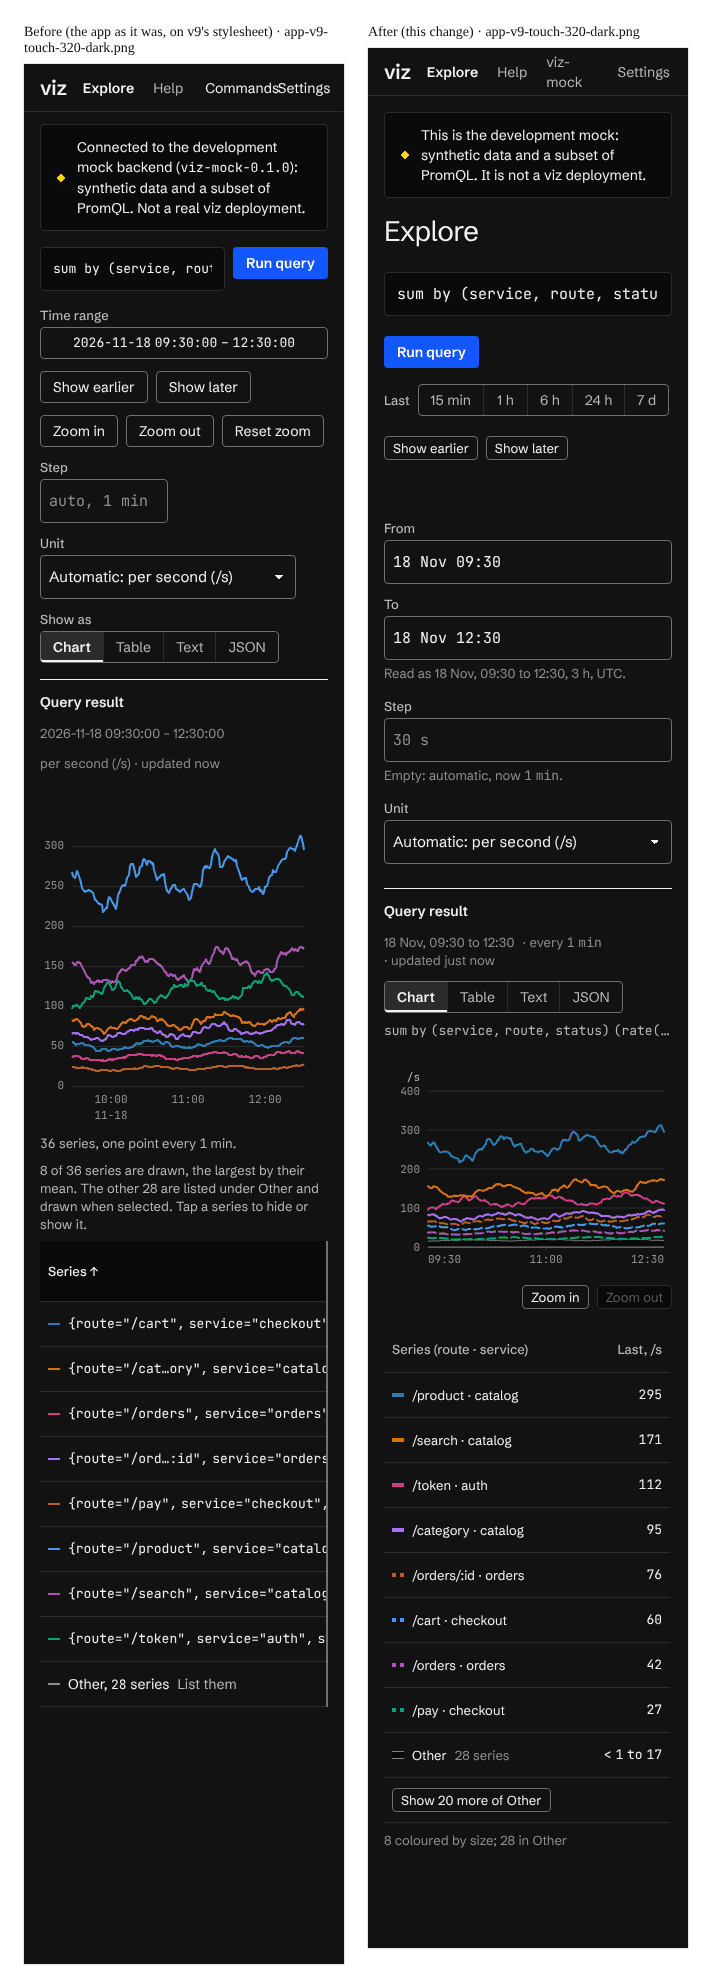 Before (the app as it was, on v9's stylesheet) · app-v9-
touch-320-dark.png
viz Explore Help Commands Settings
Connected to the development
mock backend (viz-mock-0.1.0):
synthetic data and a subset of
PromQL. Not a real viz deployment.
sum by (service, rout
Run query
Time range
2026-11-18 09:30:00 – 12:30:00
Show earlier Show later
Zoom in Zoom out Reset zoom
Step
auto, 1 min
Unit
Automatic: per second (/s)
Show as
Chart Table Text JSON
Query result
2026-11-18 09:30:00 – 12:30:00
per second (/s) · updated now
300
250
200
150
100
50
0
10:00 11:00 12:00
11-18
36 series, one point every 1 min.
8 of 36 series are drawn, the largest by their
mean. The other 28 are listed under Other and
drawn when selected. Tap a series to hide or
show it.
Series ↑
{route="/cart", service="checkout"
{route="/cat…ory", service="catalo
{route="/orders", service="orders"
{route="/ord…:id", service="orders
{route="/pay", service="checkout",
{route="/product", service="catalo
{route="/search", service="catalog
{route="/token", service="auth", s
Other, 28 series List them
After (this change) · app-v9-touch-320-dark.png
viz Explore Help viz-
mock Settings
This is the development mock:
synthetic data and a subset of
PromQL. It is not a viz deployment.
Explore
sum by (service, route, statu
Run query
Last 15 min 1 h 6 h 24 h 7 d
Show earlier Show later
From
18 Nov 09:30
To
18 Nov 12:30
Read as 18 Nov, 09:30 to 12:30, 3 h, UTC.
Step
30 s
Empty: automatic, now 1 min.
Unit
Automatic: per second (/s)
Query result
18 Nov, 09:30 to 12:30 · every 1 min
· updated just now
Chart Table Text JSON
sum by (service, route, status) (rate(…
/s
400
300
200
100
0
09:30 11:00 12:30
Zoom in Zoom out
Series (route · service) Last, /s
/product · catalog 295
/search · catalog 171
/token · auth 112
/category · catalog 95
/orders/:id · orders 76
/cart · checkout 60
/orders · orders 42
/pay · checkout 27
Other 28 series < 1 to 17
Show 20 more of Other
8 coloured by size; 28 in Other